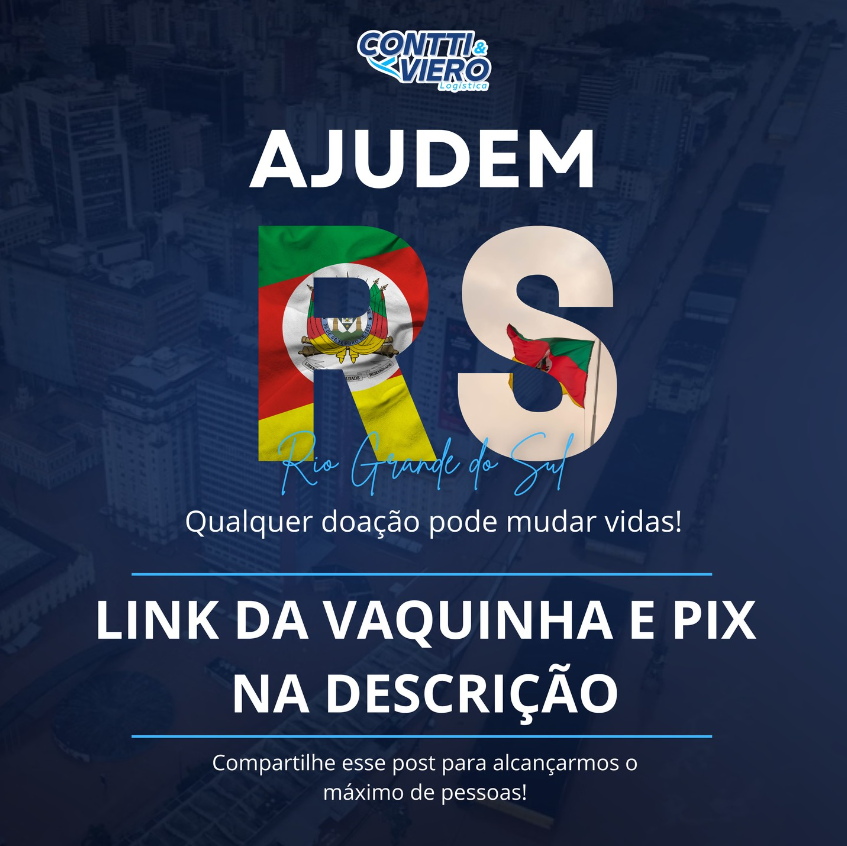 CONTTI &
VIERO
Logística
AJUDEM
RS
Rio Grande do Sul
Qualquer doação pode mudar vidas!
LINK DA VAQUINHA E PIX
NA DESCRIÇÃO
Compartilhe esse post para alcançarmos o
máximo de pessoas!